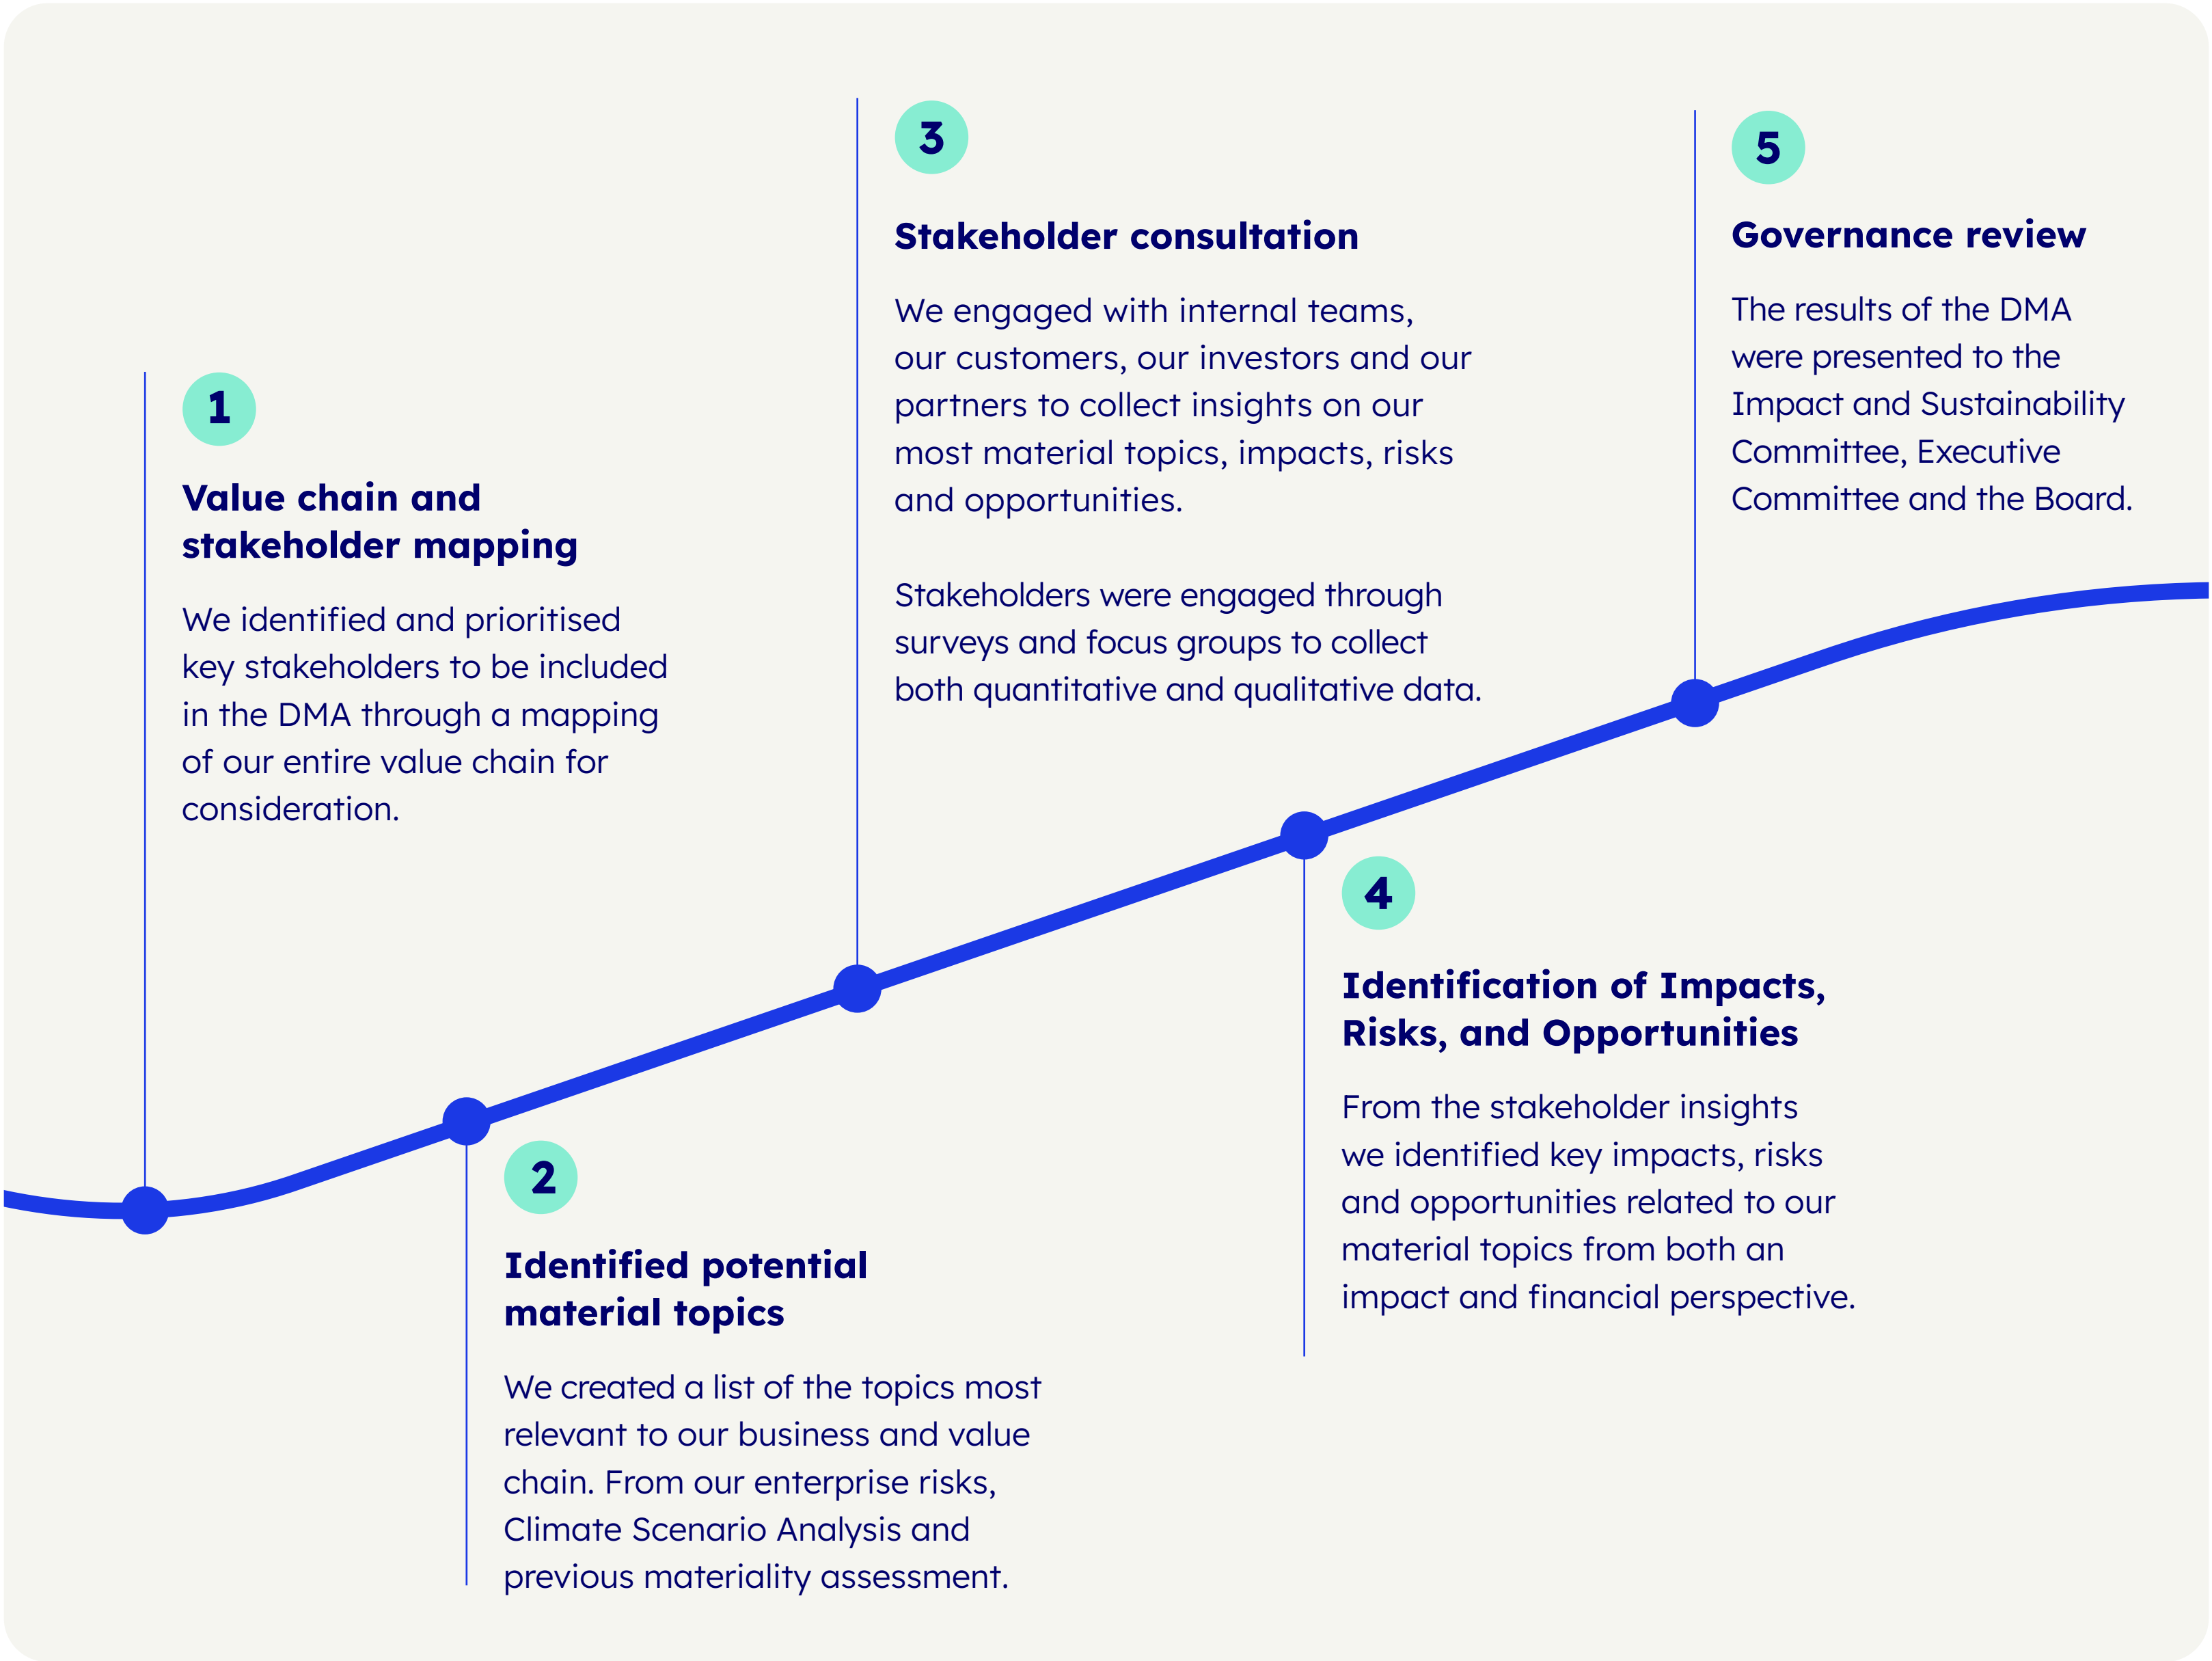 1
Value chain and
stakeholder mapping
We identified and prioritised
key stakeholders to be included
in the DMA through a mapping
of our entire value chain for
consideration.
2
Identified potential
material topics
We created a list of the topics most
relevant to our business and value
chain. From our enterprise risks,
Climate Scenario Analysis and
previous materiality assessment.
3
Stakeholder consultation
We engaged with internal teams,
our customers, our investors and our
partners to collect insights on our
most material topics, impacts, risks
and opportunities.
Stakeholders were engaged through
surveys and focus groups to collect
both quantitative and qualitative data.
4
Identification of Impacts,
Risks, and Opportunities
From the stakeholder insights
we identified key impacts, risks
and opportunities related to our
material topics from both an
impact and financial perspective.
5
Governance review
The results of the DMA
were presented to the
Impact and Sustainability
Committee, Executive
Committee and the Board.